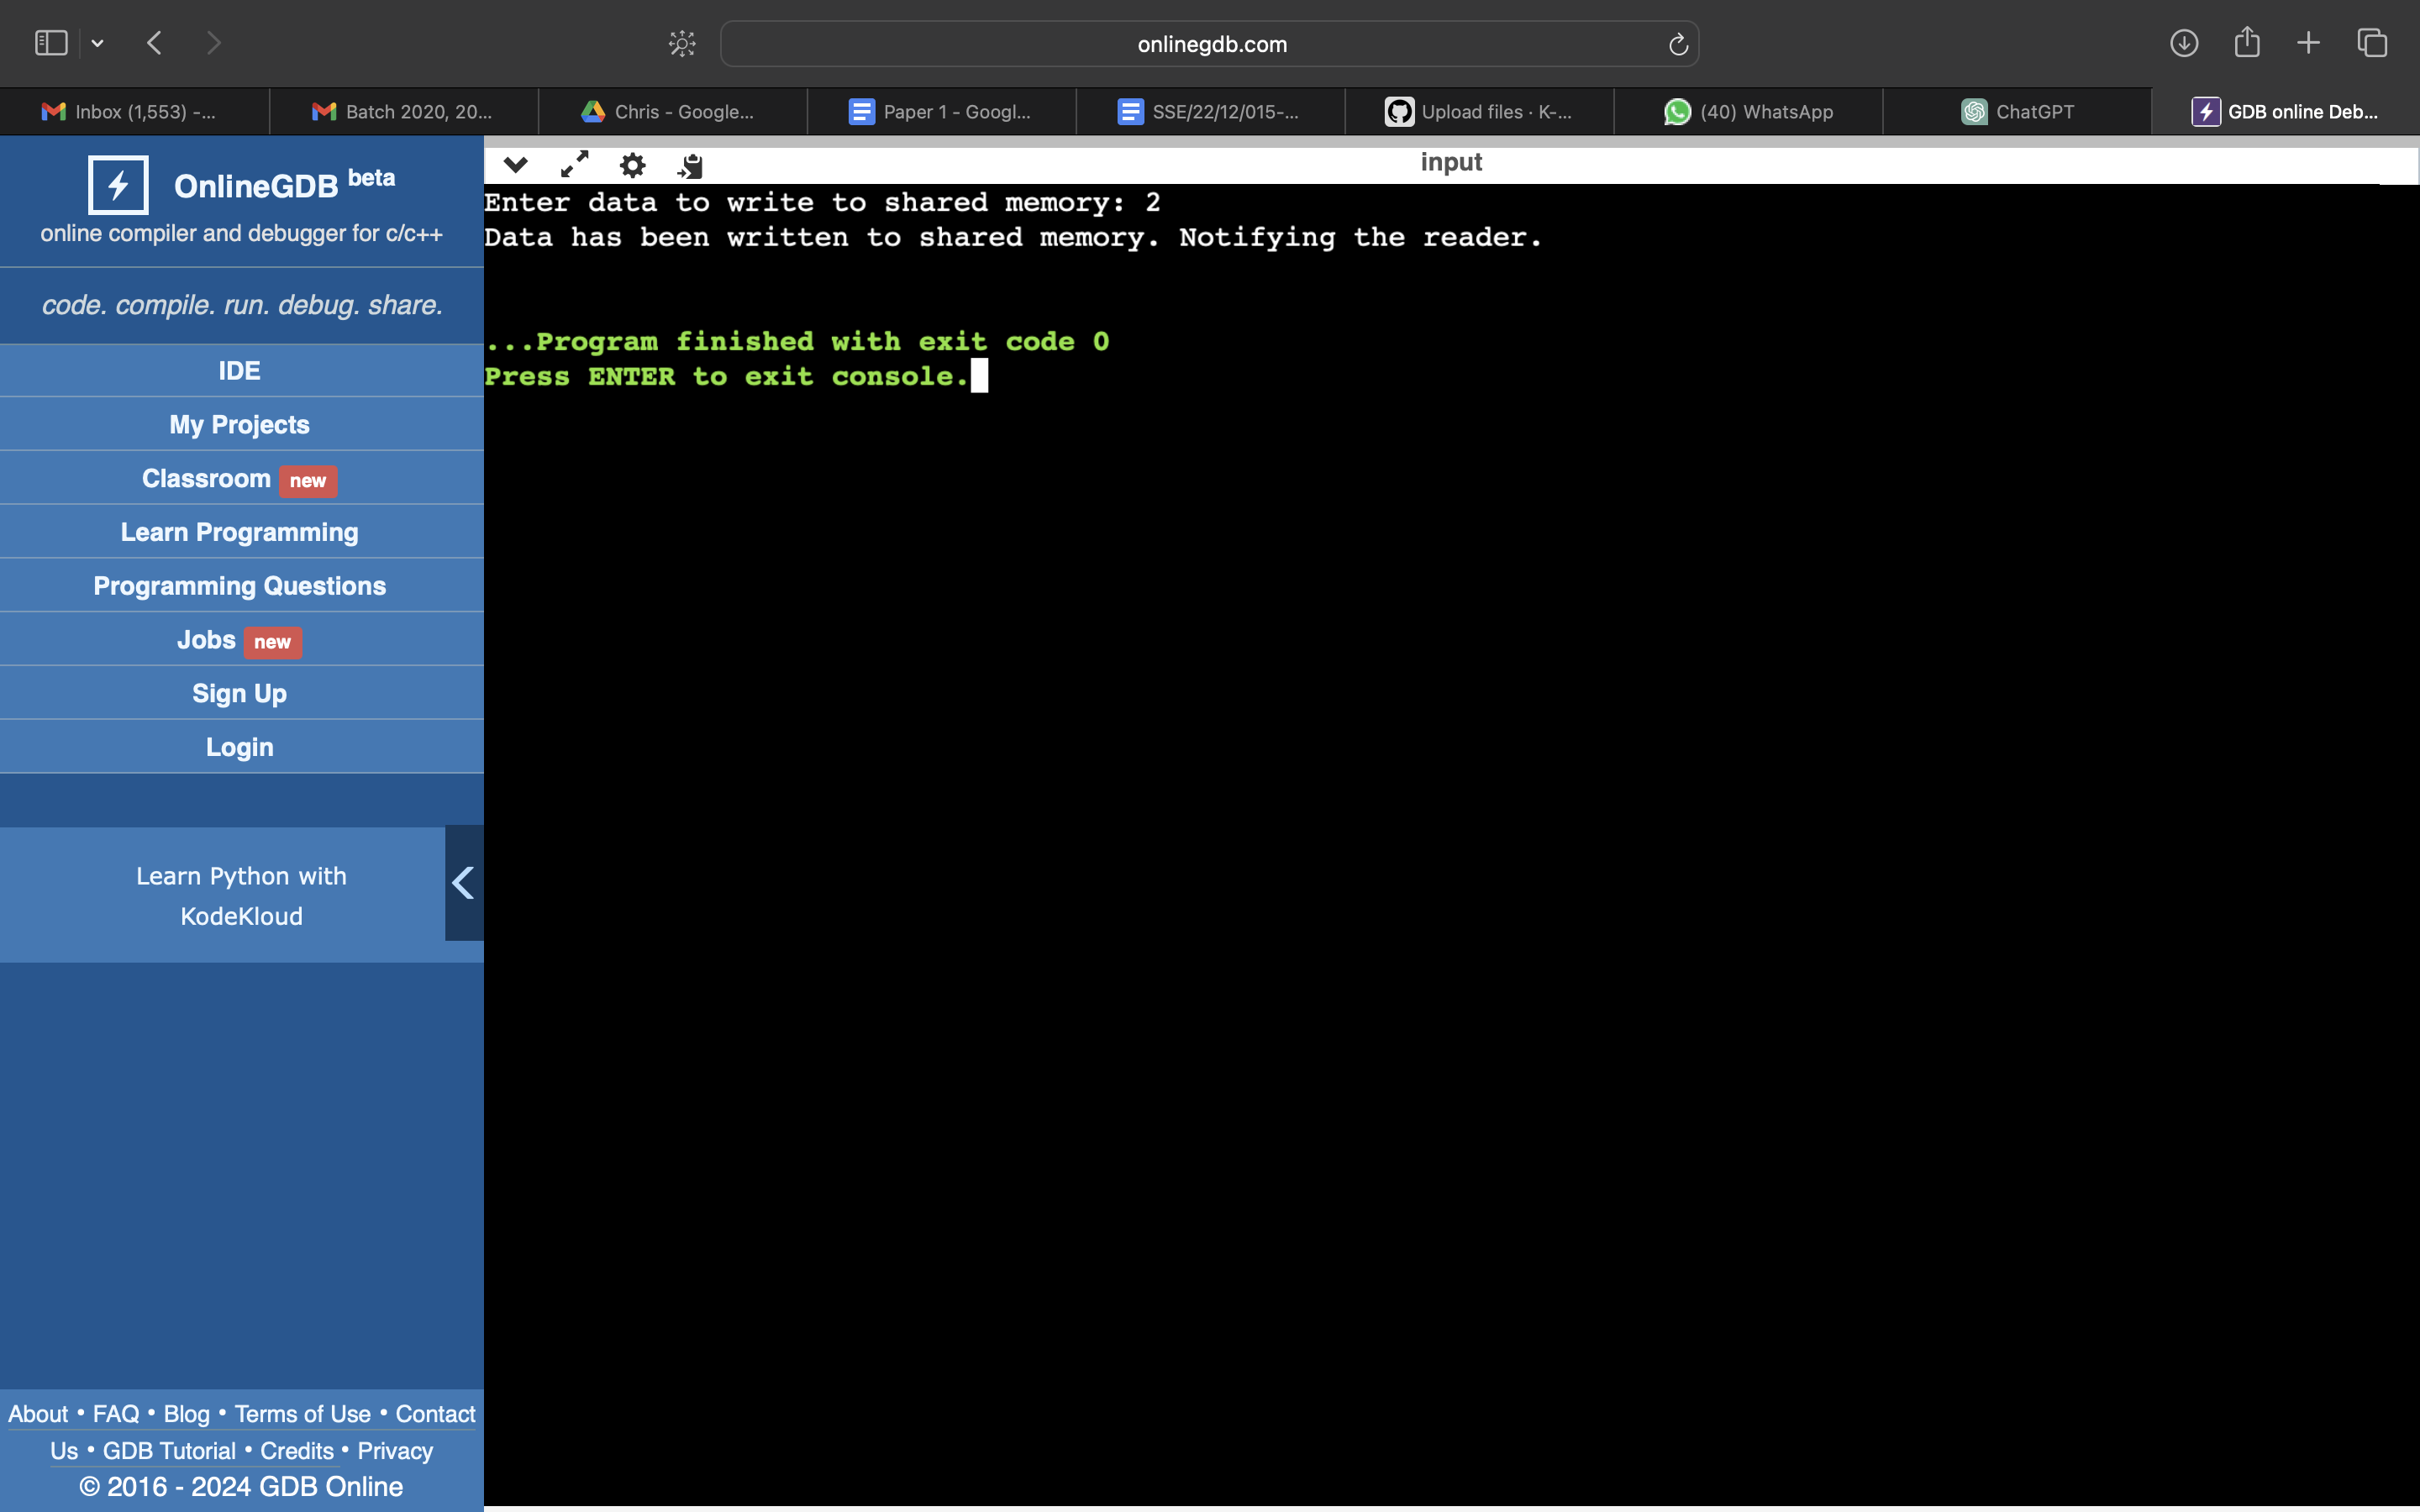 onlinegdb.com
Inbox (1,553) -...
Batch 2020, 20...
Chris - Google...
Paper 1 - Googl...
SSE/22/12/015-...
Upload files · K-...
(40) WhatsApp
ChatGPT
GDB online Deb...
OnlineGDB beta
online compiler and debugger for c/c++
code. compile. run. debug. share.
IDE
My Projects
Classroom new
Learn Programming
Programming Questions
Jobs new
Sign Up
Login
Learn Python with
KodeKloud
About • FAQ • Blog • Terms of Use • Contact
Us • GDB Tutorial • Credits • Privacy
© 2016 - 2024 GDB Online
input
Enter data to write to shared memory: 2
Data has been written to shared memory. Notifying the reader.
...Program finished with exit code 0
Press ENTER to exit console.